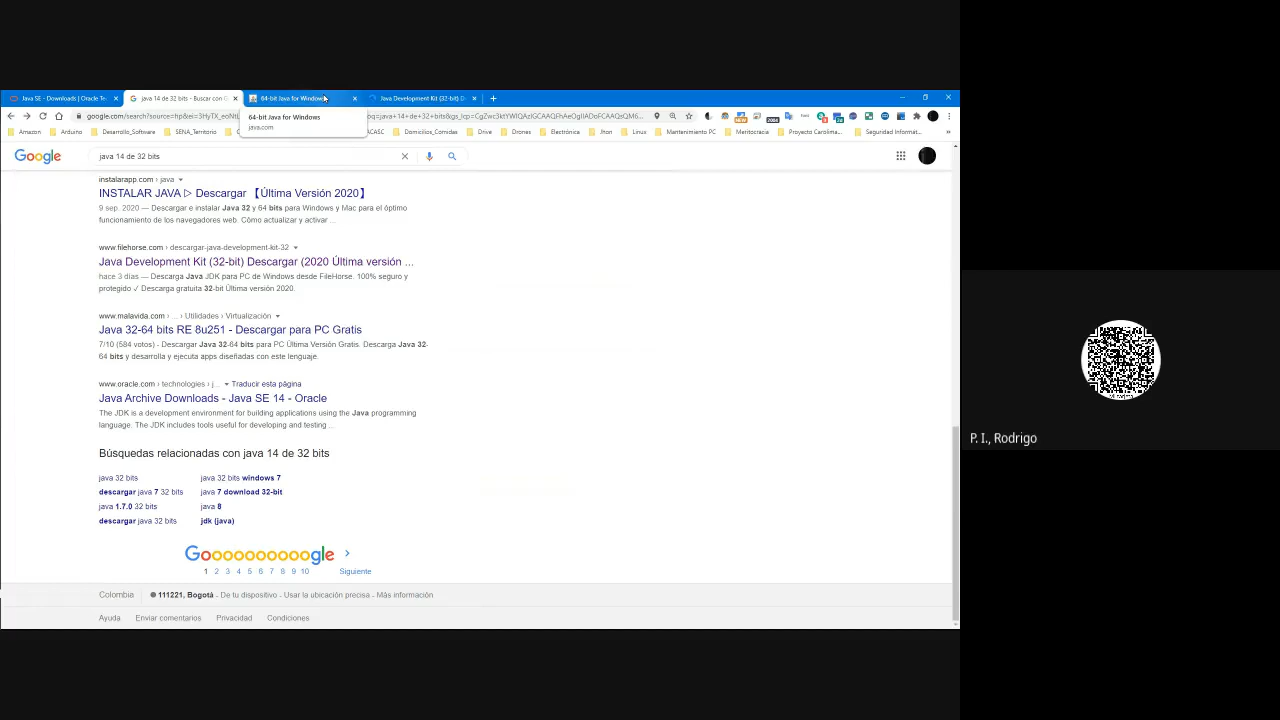 Java SE - Downloads | Oracle Te
java 14 de 32 bits - Buscar con G
64-bit Java for Windows
Java Development Kit (32-bit) D
64-bit Java for Windows
java.com
Amazon
Arduino
Desarrollo_Software
SENA_Territorio
CACSC
Domicilios_Comidas
Drive
Drones
Electrónica
Jhon
Linux
Mantenimiento PC
Meritocracia
Proyecto Carolina...
Seguridad Informát...
Google
java 14 de 32 bits
instalarapp.com › java
INSTALAR JAVA ▷ Descargar 【Última Versión 2020】
9 sep. 2020 — Descargar e instalar Java 32 y 64 bits para Windows y Mac para el óptimo
funcionamiento de los navegadores web. Cómo actualizar y activar ...
www.filehorse.com › descargar-java-development-kit-32
Java Development Kit (32-bit) Descargar (2020 Última versión ...
hace 3 días — Descarga Java JDK para PC de Windows desde FileHorse. 100% seguro y
protegido ✓ Descarga gratuita 32-bit Última versión 2020.
www.malavida.com › ... › Utilidades › Virtualización
Java 32-64 bits RE 8u251 - Descargar para PC Gratis
7/10 (584 votos) - Descargar Java 32-64 bits para PC Última Versión Gratis. Descarga Java 32-
64 bits y desarrolla y ejecuta apps diseñadas con este lenguaje.
www.oracle.com › technologies › j... Traducir esta página
Java Archive Downloads - Java SE 14 - Oracle
The JDK is a development environment for building applications using the Java programming
language. The JDK includes tools useful for developing and testing ...
Búsquedas relacionadas con java 14 de 32 bits
java 32 bits
java 32 bits windows 7
descargar java 7 32 bits
java 7 download 32-bit
java 1.7.0 32 bits
java 8
descargar java 32 bits
jdk (java)
Goooooooooogle
1 2 3 4 5 6 7 8 9 10 Siguiente
Colombia
111221, Bogotá - De tu dispositivo - Usar la ubicación precisa - Más información
Ayuda Enviar comentarios Privacidad Condiciones
P. I., Rodrigo